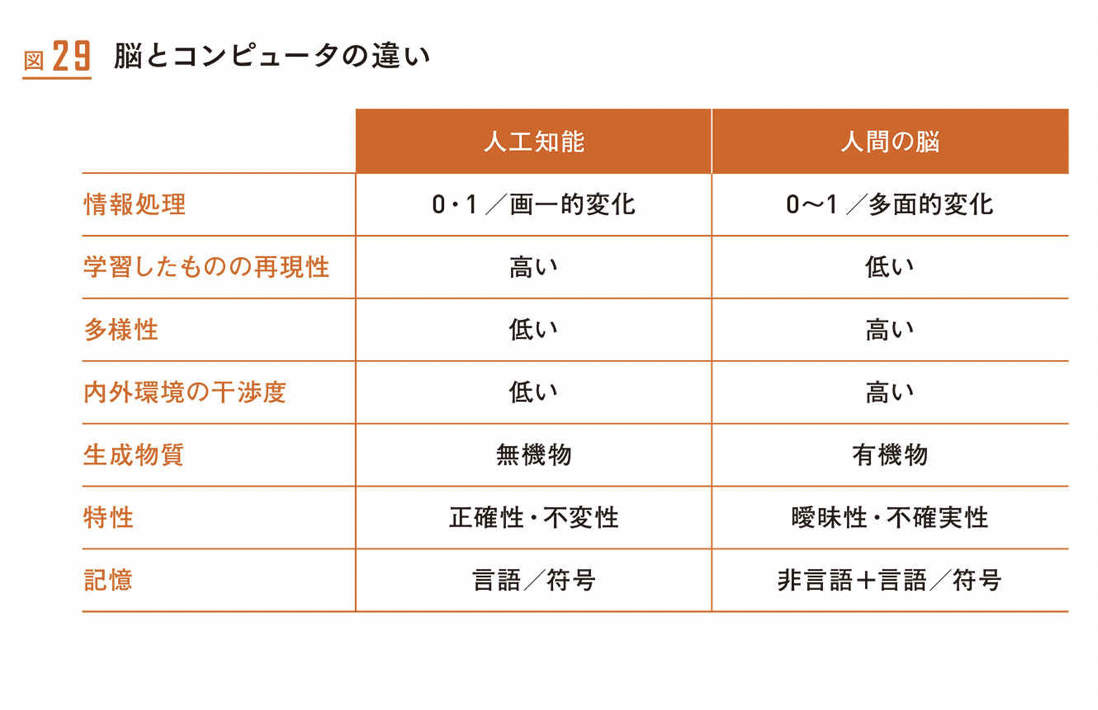 図29 脳とコンピュータの違い
人工知能 人間の脳
情報処理 0・1／画一的変化 0〜1／多面的変化
学習したものの再現性 高い 低い
多様性 低い 高い
内外環境の干渉度 低い 高い
生成物質 無機物 有機物
特性 正確性・不変性 曖昧性・不確実性
記憶 言語／符号 非言語＋言語／符号